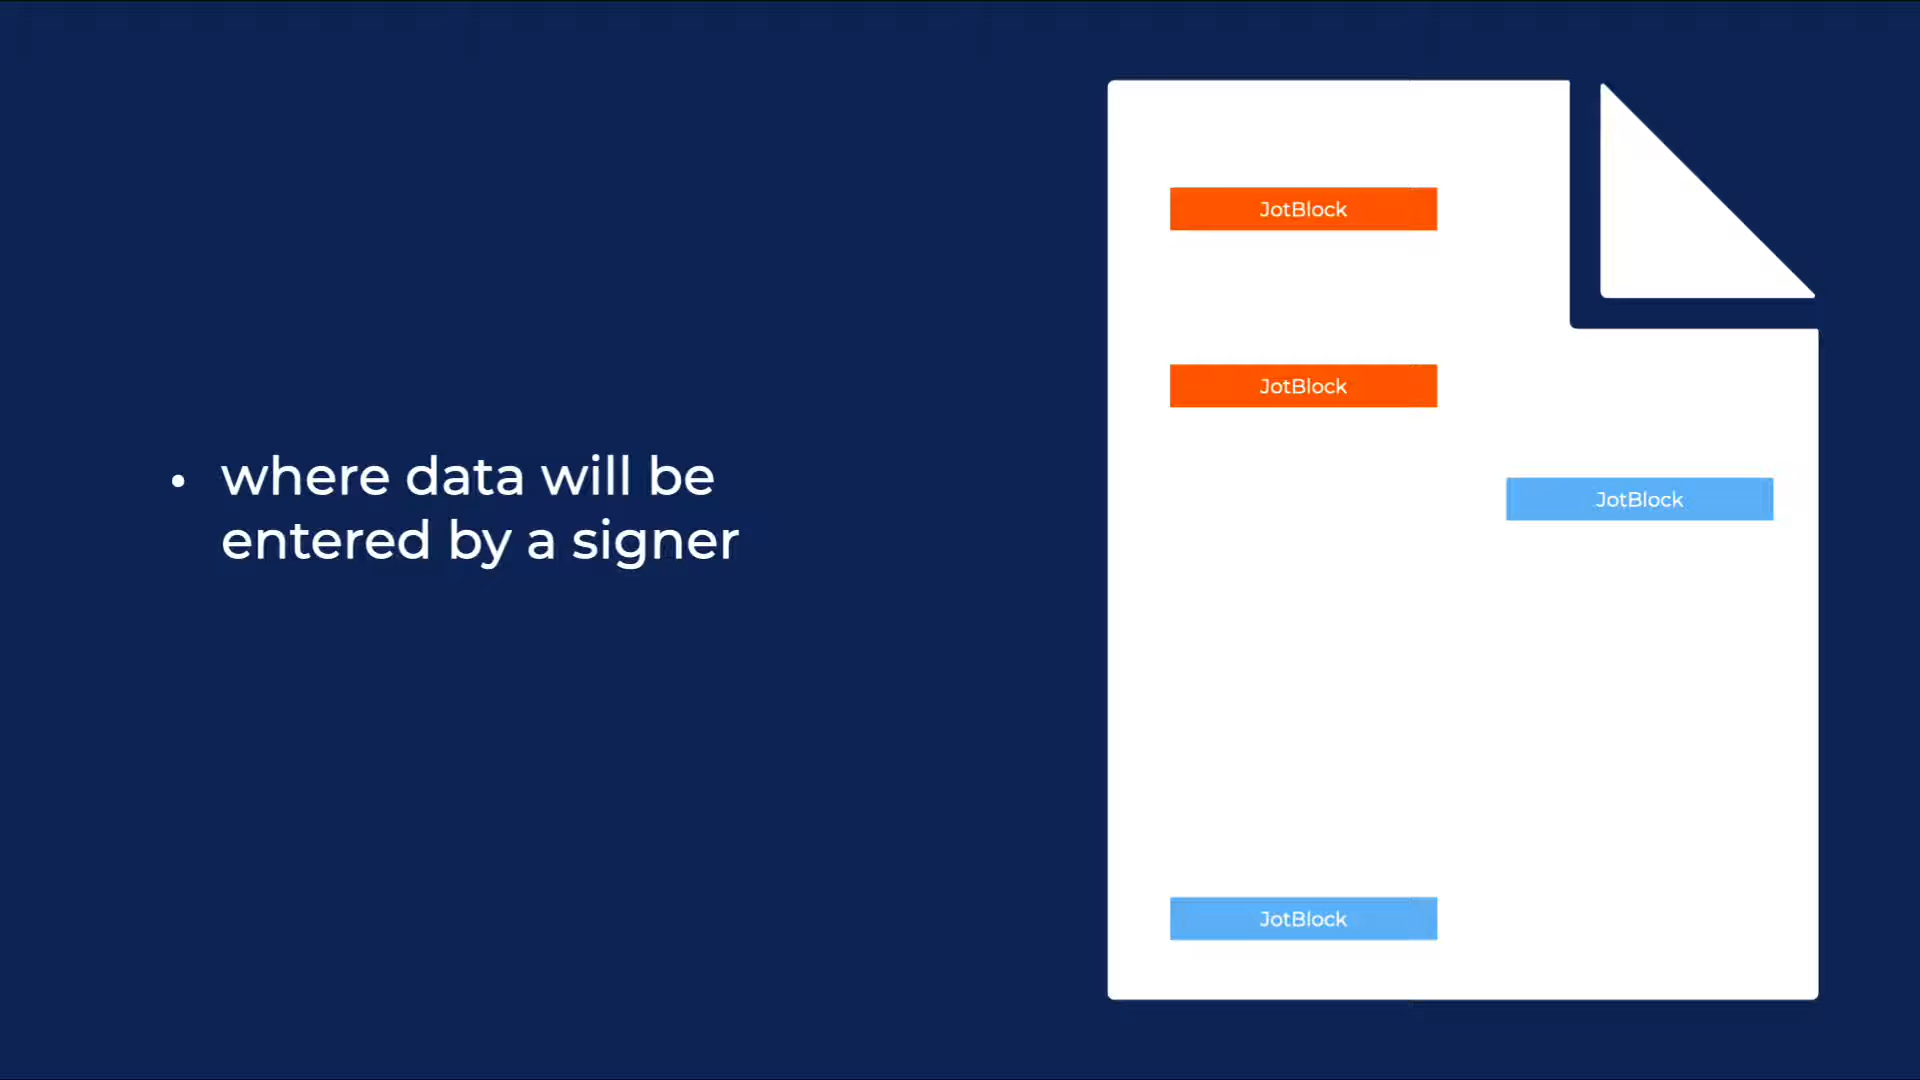 • where data will be
entered by a signer
JotBlock
JotBlock
JotBlock
JotBlock